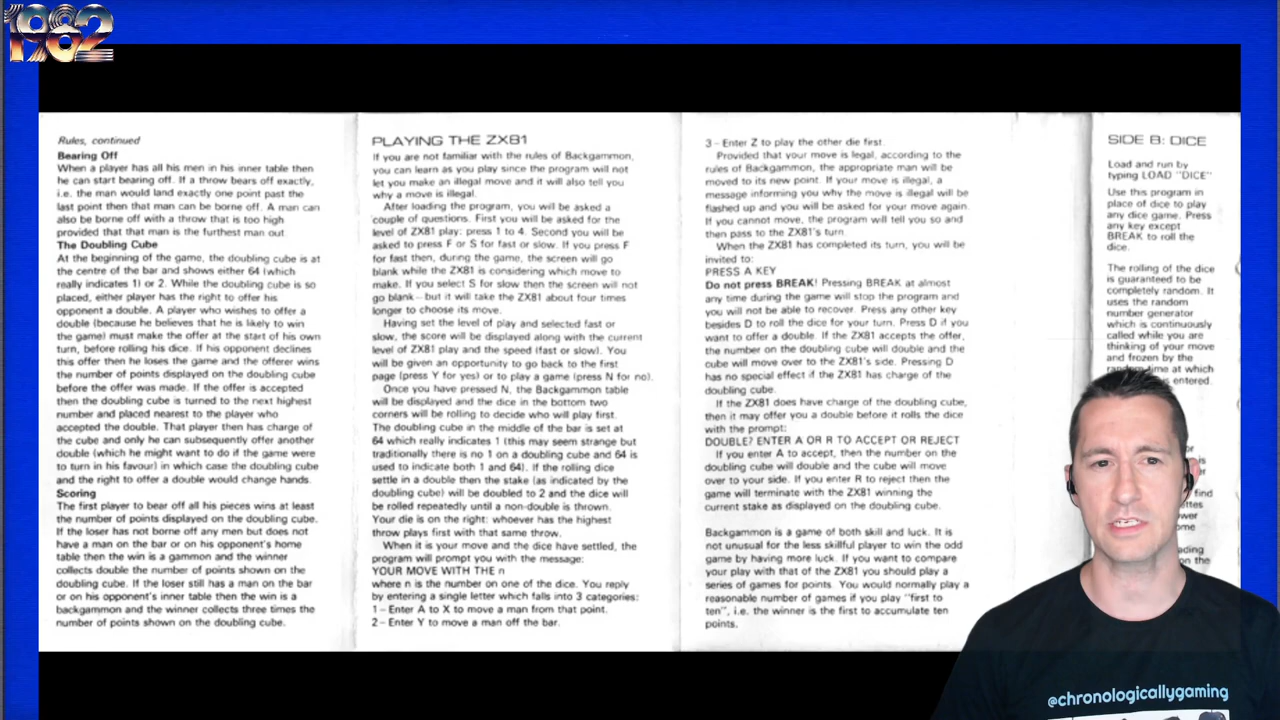 1982
Rules, continued
Bearing Off
When a player has all his men in his inner table then
he can start bearing off. If a throw bears off exactly,
i.e. the man would land exactly one point past the
last point then that man can be borne off. A man can
also be borne off with a throw that is too high
provided that that man is the furthest man out.
The Doubling Cube
At the beginning of the game, the doubling cube is at
the centre of the bar and shows either 64 (which
really indicates 1) or 2. While the doubling cube is so
placed, either player has the right to offer his
opponent a double. A player who wishes to offer a
double (because he believes that he is likely to win
the game) must make the offer at the start of his own
turn, before rolling his dice. If his opponent declines
this offer then he loses the game and the offerer wins
the number of points displayed on the doubling cube
before the offer was made. If the offer is accepted
then the doubling cube is turned to the next highest
number and placed nearest to the player who
accepted the double. That player then has charge of
the cube and only he can subsequently offer another
double (which he might want to do if the game were
to turn in his favour) in which case the doubling cube
and the right to offer a double would change hands.
Scoring
The first player to bear off all his pieces wins at least
the number of points displayed on the doubling cube.
If the loser has not borne off any men but does not
have a man on the bar or on his opponent's home
table then the win is a gammon and the winner
collects double the number of points shown on the
doubling cube. If the loser still has a man on the bar
or on his opponent's inner table then the win is a
backgammon and the winner collects three times the
number of points shown on the doubling cube.
PLAYING THE ZX81
If you are not familiar with the rules of Backgammon,
you can learn as you play since the program will not
let you make an illegal move and it will also tell you
why a move is illegal.
After loading the program, you will be asked a
couple of questions. First you will be asked for the
level of ZX81 play: press 1 to 4. Second you will be
asked to press F or S for fast or slow. If you press F
for fast then, during the game, the screen will go
blank while the ZX81 is considering which move to
make. If you select S for slow then the screen will not
go blank – but it will take the ZX81 about four times
longer to choose its move.
Having set the level of play and selected fast or
slow, the score will be displayed along with the current
level of ZX81 play and the speed (fast or slow). You
will be given an opportunity to go back to the first
page (press Y for yes) or to play a game (press N for no).
Once you have pressed N, the Backgammon table
will be displayed and the dice in the bottom two
corners will be rolling to decide who will play first.
The doubling cube in the middle of the bar is set at
64 which really indicates 1 (this may seem strange but
traditionally there is no 1 on a doubling cube and 64 is
used to indicate both 1 and 64). If the rolling dice
settle in a double then the stake (as indicated by the
doubling cube) will be doubled to 2 and the dice will
be rolled repeatedly until a non-double is thrown.
Your die is on the right: whoever has the highest
throw plays first with that same throw.
When it is your move and the dice have settled, the
program will prompt you with the message:
YOUR MOVE WITH THE n
where n is the number on one of the dice. You reply
by entering a single letter which falls into 3 categories:
1 – Enter A to X to move a man from that point.
2 – Enter Y to move a man off the bar.
3 – Enter Z to play the other die first.
Provided that your move is legal, according to the
rules of Backgammon, the appropriate man will be
moved to its new point. If your move is illegal, a
message informing you why the move is illegal will be
flashed up and you will be asked for your move again.
If you cannot move, the program will tell you so and
then pass to the ZX81's turn.
When the ZX81 has completed its turn, you will be
invited to:
PRESS A KEY
Do not press BREAK! Pressing BREAK at almost
any time during the game will stop the program and
you will not be able to recover. Press any other key
besides D to roll the dice for your turn. Press D if you
want to offer a double. If the ZX81 accepts the offer,
the number on the doubling cube will double and the
cube will move over to the ZX81's side. Pressing D
has no special effect if the ZX81 has charge of the
doubling cube.
If the ZX81 does have charge of the doubling cube,
then it may offer you a double before it rolls the dice
with the prompt:
DOUBLE? ENTER A OR R TO ACCEPT OR REJECT
If you enter A to accept, then the number on the
doubling cube will double and the cube will move
over to your side. If you enter R to reject then the
game will terminate with the ZX81 winning the
current stake as displayed on the doubling cube.
Backgammon is a game of both skill and luck. It is
not unusual for the less skillful player to win the odd
game by having more luck. If you want to compare
your play with that of the ZX81 you should play a
series of games for points. You would normally play a
reasonable number of games if you play "first to
ten", i.e. the winner is the first to accumulate ten
points.
SIDE B: DICE
Load and run by
typing LOAD "DICE"
Use this program in
place of dice to play
any dice game. Press
any key except
BREAK to roll the
dice.
The rolling of the dice
is guaranteed to be
completely random. It
uses the random
number generator
which is continuously
called while you are
thinking of your move
and frozen by the
random time at which
is entered.
find
on the
@chronologicallygaming